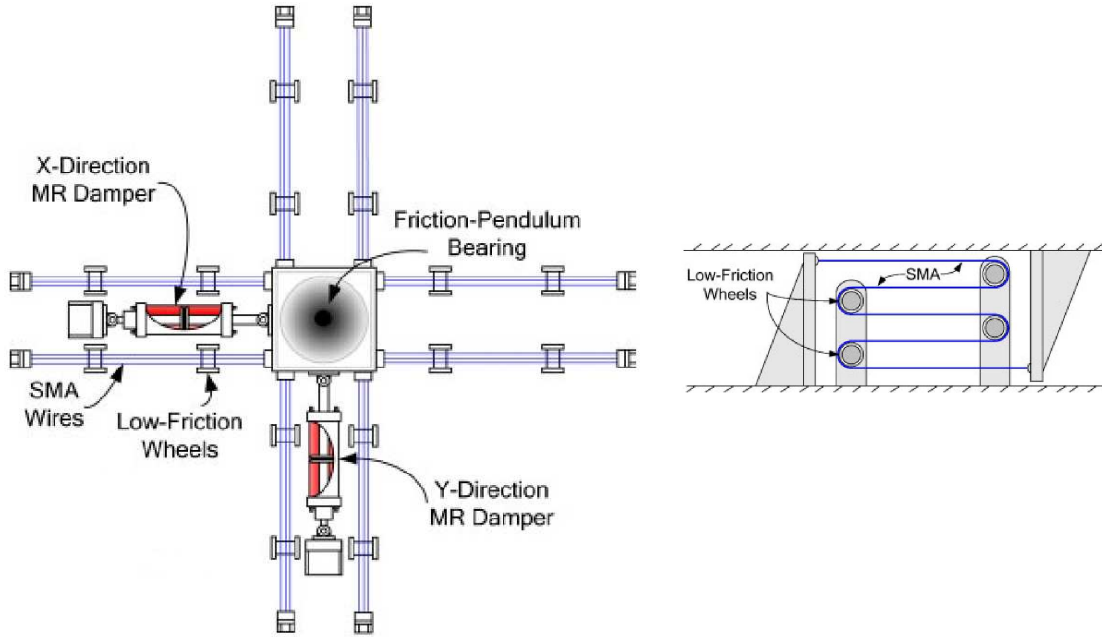 X-Direction
MR Damper
Friction-Pendulum
Bearing
SMA
Wires
Low-Friction
Wheels
Y-Direction
MR Damper
Low-Friction
Wheels
SMA